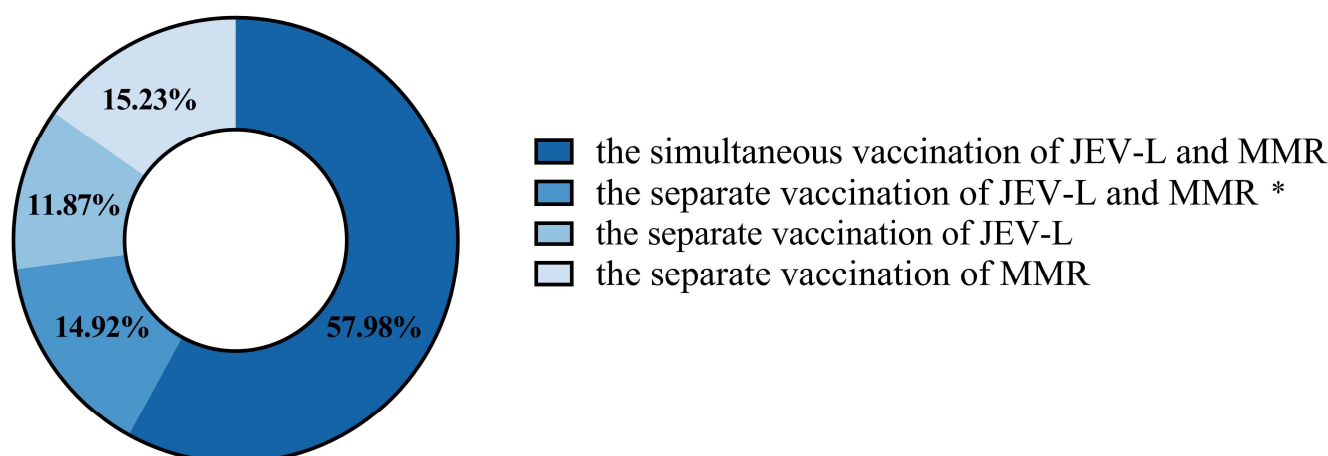 15.23%
11.87%
14.92%
57.98%
the simultaneous vaccination of JEV-L and MMR
the separate vaccination of JEV-L and MMR *
the separate vaccination of JEV-L
the separate vaccination of MMR